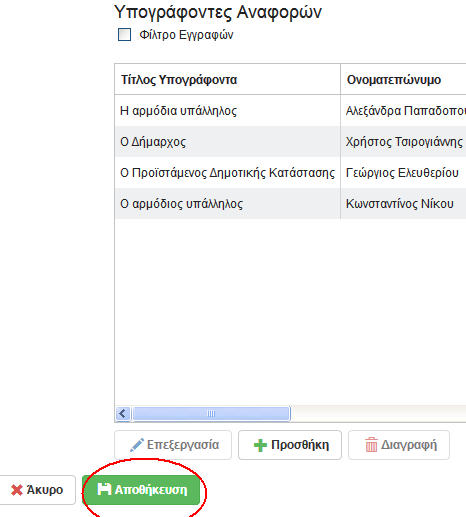 Υπογράφοντες Αναφορών
Φίλτρο Εγγραφών
Τίτλος Υπογράφοντα Ονοματεπώνυμο
Η αρμόδια υπάλληλος Αλεξάνδρα Παπαδοπου
Ο Δήμαρχος Χρήστος Τσιρογιάννης
Ο Προϊστάμενος Δημοτικής Κατάστασης Γεώργιος Ελευθερίου
Ο αρμόδιος υπάλληλος Κωνσταντίνος Νίκου
Επεξεργασία Προσθήκη Διαγραφή
Άκυρο Αποθήκευση